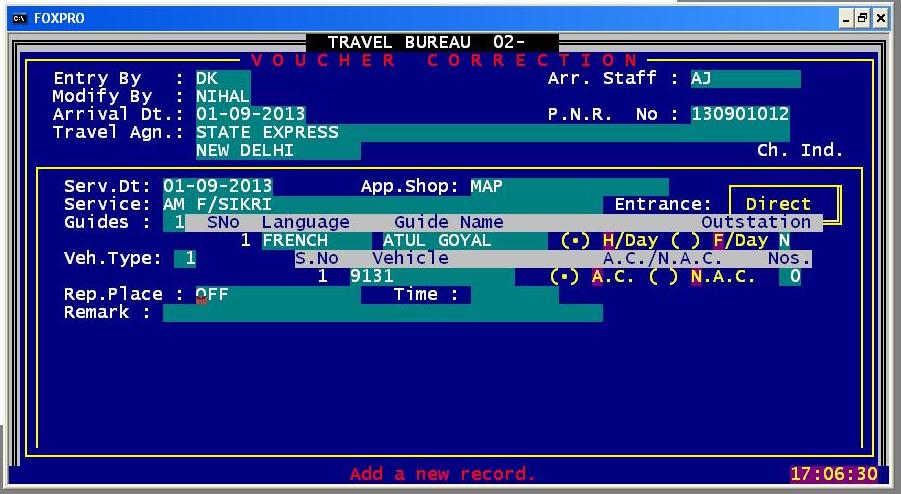 FOXPRO
TRAVEL BUREAU 02-
VOUCHER CORRECTION
Entry By : DK Arr. Staff : AJ
Modify By : NIHAL
Arrival Dt.: 01-09-2013 P.N.R. No : 130901012
Travel Agn.: STATE EXPRESS
NEW DELHI Ch. Ind.
Serv.Dt: 01-09-2013 App.Shop: MAP
Service: AM F/SIKRI Entrance: Direct
Guides : 1 SNo Language Guide Name Outstation
1 FRENCH ATUL GOYAL (•) H/Day ( ) F/Day N
Veh.Type: 1 S.No Vehicle A.C./N.A.C. Nos.
1 9131 (•) A.C. ( ) N.A.C. 0
Rep.Place : OFF Time :
Remark :
Add a new record. 17:06:30